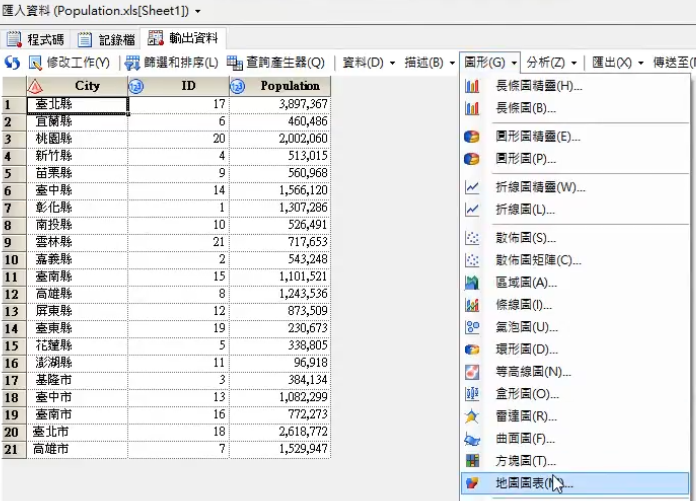 匯入資料 (Population.xls[Sheet1])
程式碼 記錄檔 輸出資料
修改工作(Y) 篩選和排序(L) 查詢產生器(Q) 資料(D) 描述(B) 圖形(G) 分析(Z) 匯出(X) 傳送至(N
City ID Population
1 臺北縣 17 3,897,367
2 宜蘭縣 6 460,486
3 桃園縣 20 2,002,060
4 新竹縣 4 513,015
5 苗栗縣 9 560,968
6 臺中縣 14 1,566,120
7 彰化縣 1 1,307,286
8 南投縣 10 526,491
9 雲林縣 21 717,653
10 嘉義縣 2 543,248
11 臺南縣 15 1,101,521
12 高雄縣 8 1,243,536
13 屏東縣 12 873,509
14 臺東縣 19 230,673
15 花蓮縣 5 338,805
16 澎湖縣 11 96,918
17 基隆市 3 384,134
18 臺中市 13 1,082,299
19 臺南市 16 772,273
20 臺北市 18 2,618,772
21 高雄市 7 1,529,947
長條圖精靈(H)...
長條圖(B)...
圓形圖精靈(E)...
圓形圖(P)...
折線圖精靈(W)...
折線圖(L)...
散佈圖(S)...
散佈圖矩陣(C)...
區域圖(A)...
條線圖(I)...
氣泡圖(U)...
環形圖(D)...
等高線圖(N)...
盒形圖(O)...
雷達圖(R)...
曲面圖(F)...
方塊圖(T)...
地圖圖表